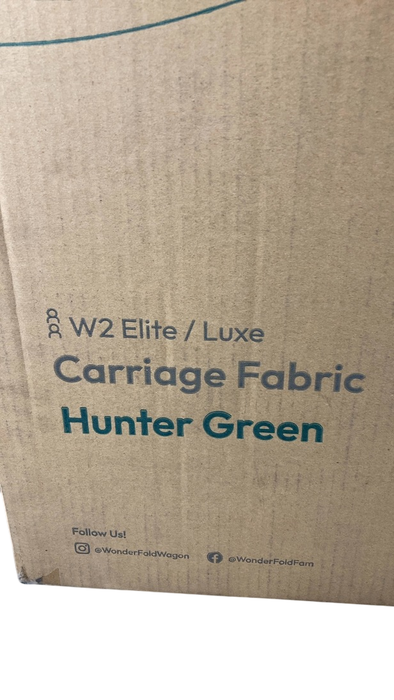 W2 Elite / Luxe
Carriage Fabric
Hunter Green
Follow Us!
@WonderFoldWagon @WonderFoldFam